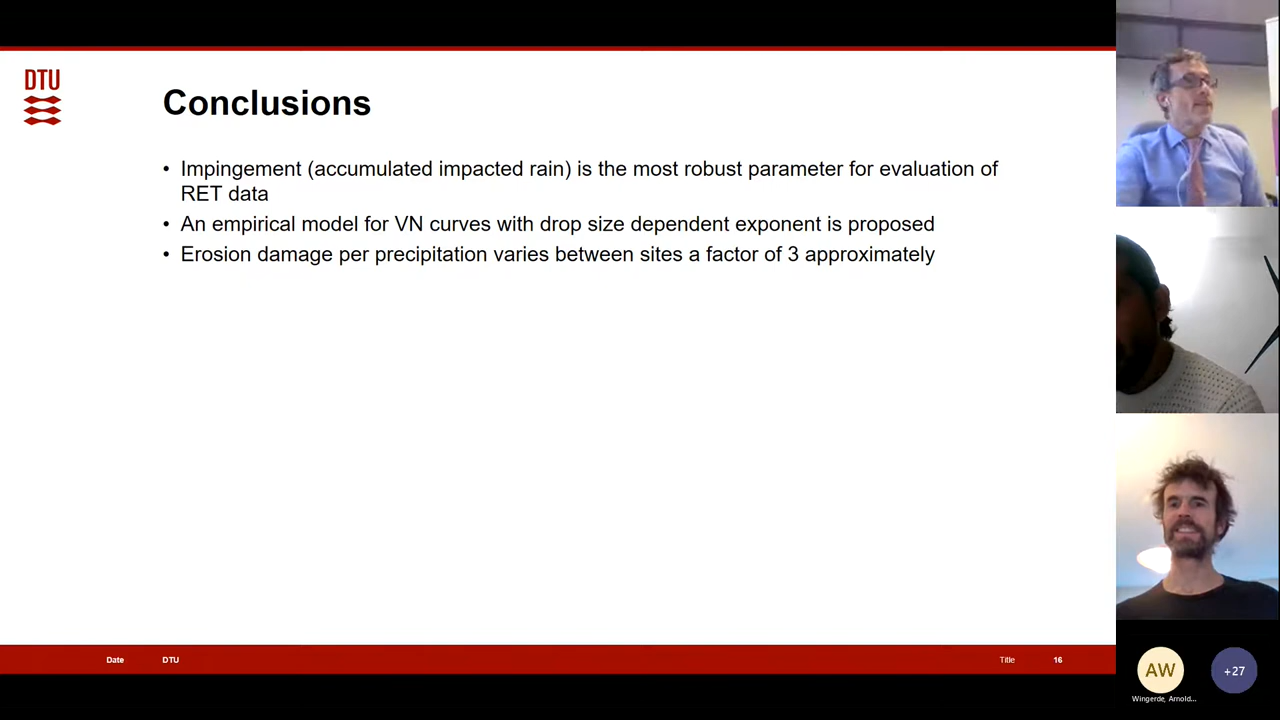 DTU
Conclusions
• Impingement (accumulated impacted rain) is the most robust parameter for evaluation of
RET data
• An empirical model for VN curves with drop size dependent exponent is proposed
• Erosion damage per precipitation varies between sites a factor of 3 approximately
Date DTU Title 16
AW +27
Wingerde, Arnold...